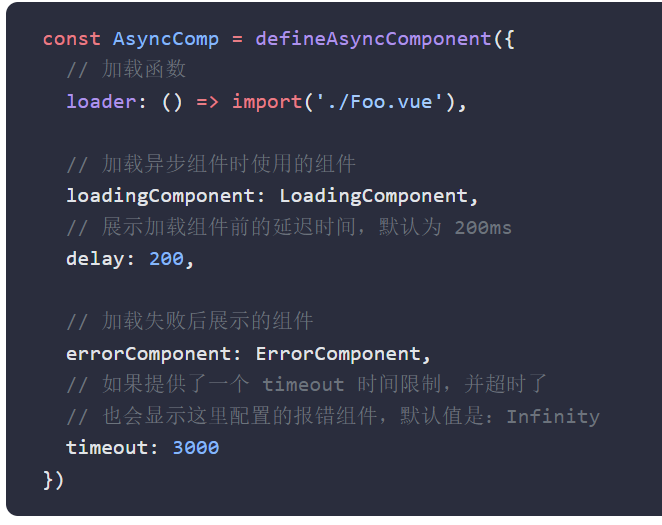 const AsyncComp = defineAsyncComponent({
// 加载函数
loader: () => import('./Foo.vue'),
// 加载异步组件时使用的组件
loadingComponent: LoadingComponent,
// 展示加载组件前的延迟时间，默认为 200ms
delay: 200,
// 加载失败后展示的组件
errorComponent: ErrorComponent,
// 如果提供了一个 timeout 时间限制，并超时了
// 也会显示这里配置的报错组件，默认值是：Infinity
timeout: 3000
})